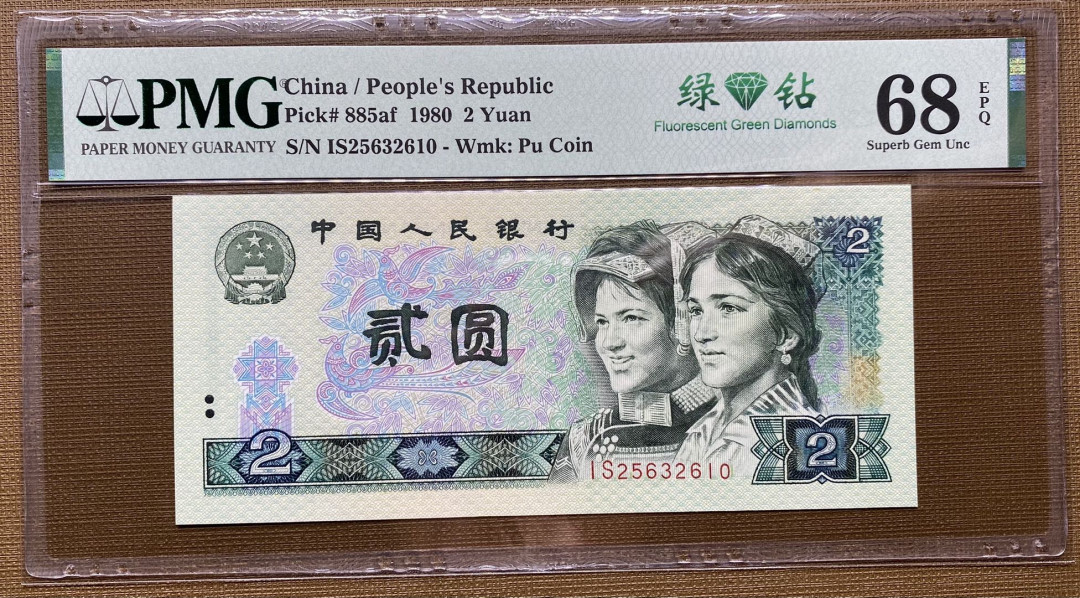 PMG
PAPER MONEY GUARANTY
China / People's Republic
Pick# 885af 1980 2 Yuan
S/N IS25632610 - Wmk: Pu Coin
绿 钻
Fluorescent Green Diamonds
68
EPQ
Superb Gem Unc
中国人民银行
2
贰圆
2
IS25632610
2